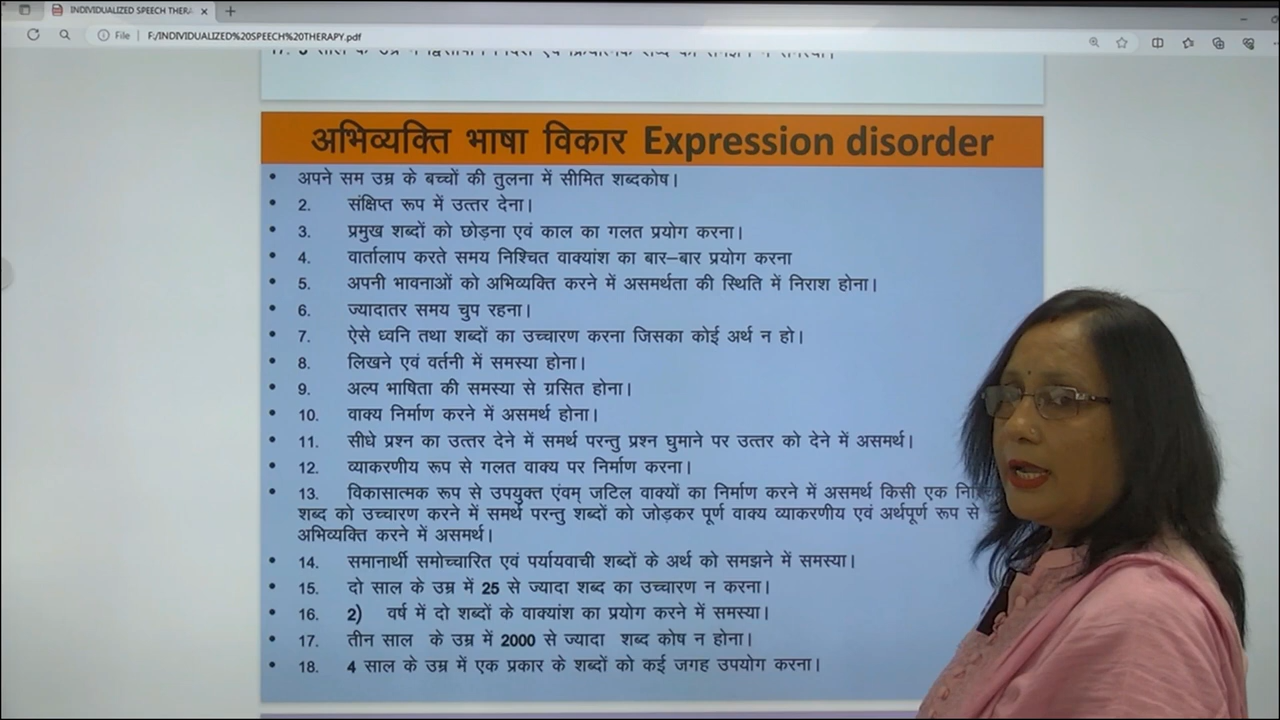 INDIVIDUALIZED SPEECH THERA
File F:/INDIVIDUALIZED%20SPEECH%20THERAPY.pdf
अभिव्यक्ति भाषा विकार Expression disorder
• अपने सम उम्र के बच्चों की तुलना में सीमित शब्दकोष।
• 2. संक्षिप्त रूप में उत्तर देना।
• 3. प्रमुख शब्दों को छोड़ना एवं काल का गलत प्रयोग करना।
• 4. वार्तालाप करते समय निश्चित वाक्यांश का बार–बार प्रयोग करना
• 5. अपनी भावनाओं को अभिव्यक्ति करने में असमर्थता की स्थिति में निराश होना।
• 6. ज्यादातर समय चुप रहना।
• 7. ऐसे ध्वनि तथा शब्दों का उच्चारण करना जिसका कोई अर्थ न हो।
• 8. लिखने एवं वर्तनी में समस्या होना।
• 9. अल्प भाषिता की समस्या से ग्रसित होना।
• 10. वाक्य निर्माण करने में असमर्थ होना।
• 11. सीधे प्रश्न का उत्तर देने में समर्थ परन्तु प्रश्न घुमाने पर उत्तर को देने में असमर्थ।
• 12. व्याकरणीय रूप से गलत वाक्य पर निर्माण करना।
• 13. विकासात्मक रूप से उपयुक्त एंवम् जटिल वाक्यों का निर्माण करने में असमर्थ किसी एक
शब्द को उच्चारण करने में समर्थ परन्तु शब्दों को जोड़कर पूर्ण वाक्य व्याकरणीय एवं अर्थपूर्ण रूप से
अभिव्यक्ति करने में असमर्थ।
• 14. समानार्थी समोच्चारित एवं पर्यायवाची शब्दों के अर्थ को समझने में समस्या।
• 15. दो साल के उम्र में 25 से ज्यादा शब्द का उच्चारण न करना।
• 16. 2) वर्ष में दो शब्दों के वाक्यांश का प्रयोग करने में समस्या।
• 17. तीन साल के उम्र में 2000 से ज्यादा शब्द कोष न होना।
• 18. 4 साल के उम्र में एक प्रकार के शब्दों को कई जगह उपयोग करना।